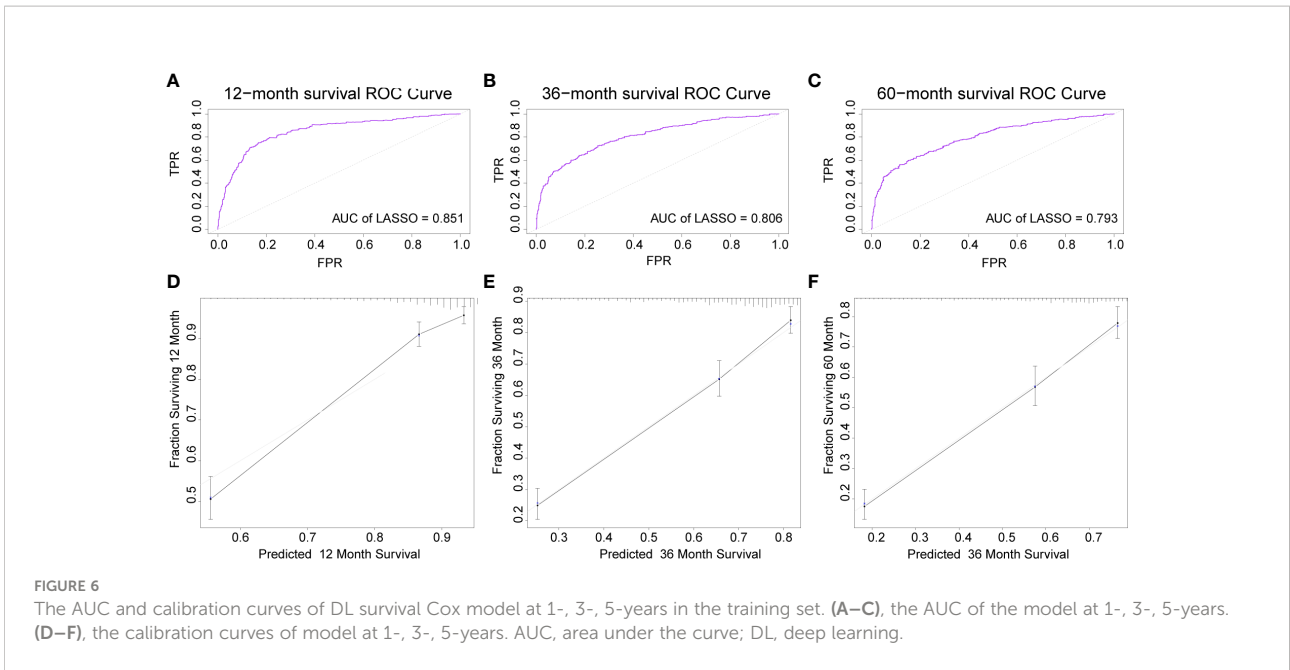 A
B
C
12−month survival ROC Curve
36−month survival ROC Curve
60−month survival ROC Curve
TPR
0.0 0.2 0.4 0.6 0.8 1.0
AUC of LASSO = 0.851
0.0 0.2 0.4 0.6 0.8 1.0
FPR
TPR
0.0 0.2 0.4 0.6 0.8 1.0
AUC of LASSO = 0.806
0.0 0.2 0.4 0.6 0.8 1.0
FPR
TPR
0.0 0.2 0.4 0.6 0.8 1.0
AUC of LASSO = 0.793
0.0 0.2 0.4 0.6 0.8 1.0
FPR
D
E
F
Fraction Surviving 12 Month
0.5 0.6 0.7 0.8 0.9
0.6 0.7 0.8 0.9
Predicted 12 Month Survival
Fraction Surviving 36 Month
0.2 0.3 0.4 0.5 0.6 0.7 0.8 0.9
0.3 0.4 0.5 0.6 0.7 0.8
Predicted 36 Month Survival
Fraction Surviving 60 Month
0.2 0.3 0.4 0.5 0.6 0.7 0.8
0.2 0.3 0.4 0.5 0.6 0.7
Predicted 36 Month Survival
FIGURE 6
The AUC and calibration curves of DL survival Cox model at 1-, 3-, 5-years in the training set. (A–C), the AUC of the model at 1-, 3-, 5-years.
(D–F), the calibration curves of model at 1-, 3-, 5-years. AUC, area under the curve; DL, deep learning.